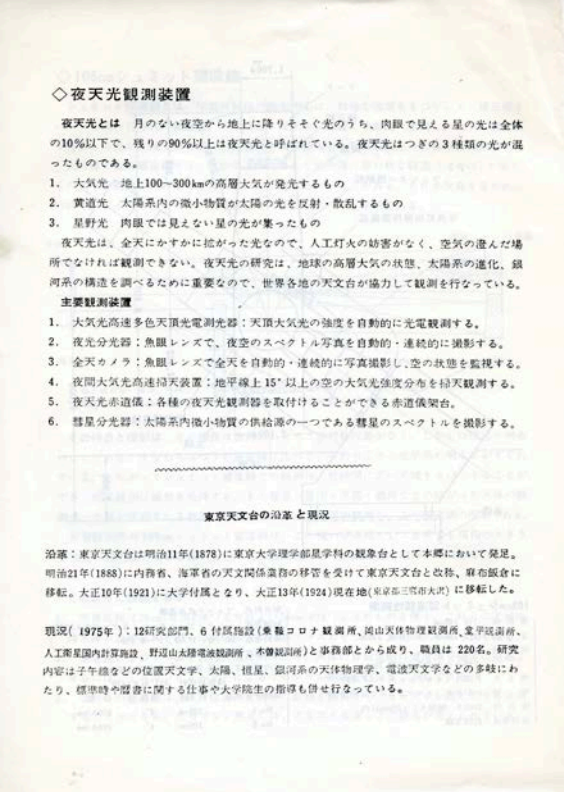 ◇夜天光観測装置
夜天光とは 月のない夜空から地上に降りそそぐ光のうち、肉眼で見える星の光は全体
の10%以下で、残りの90%以上は夜天光と呼ばれている。夜天光はつぎの3種類の光が混
ったものである。
1. 大気光 地上100~300kmの高層大気が発光するもの
2. 黄道光 太陽系内の微小物質が太陽の光を反射・散乱するもの
3. 星野光 肉眼では見えない星の光が集ったもの
夜天光は、全天にかすかに拡がった光なので、人工灯火の妨害がなく、空気の澄んだ場
所でなければ観測できない。夜天光の研究は、地球の高層大気の状態、太陽系の進化、銀
河系の構造を調べるために重要なので、世界各地の天文台が協力して観測を行なっている。
主要観測装置
1. 大気光高速多色天頂光電測光器:天頂大気光の強度を自動的に光電観測する。
2. 夜光分光器:魚眼レンズで、夜空のスペクトル写真を自動的・連続的に撮影する。
3. 全天カメラ:魚眼レンズで全天を自動的・連続的に写真撮影し、空の状態を監視する。
4. 夜間大気光高速掃天装置:地平線上15°以上の空の大気光強度分布を掃天観測する。
5. 夜天光赤道儀:各種の夜天光観測器を取付けることができる赤道儀架台。
6. 彗星分光器:太陽系内微小物質の供給源の一つである彗星のスペクトルを撮影する。
東京天文台の沿革と現況
沿革:東京天文台は明治11年(1878)に東京大学理学部星学科の観象台として本郷において発足。
明治21年(1888)に内務省、海軍省の天文関係業務の移管を受けて東京天文台と改称、麻布飯倉に
移転。大正10年(1921)に大学付属となり、大正13年(1924)現在地(東京都三鷹市大沢)に移転した。
現況(1975年):12研究部門、6付属施設(乗鞍コロナ観測所、岡山天体物理観測所、堂平観測所、
人工衛星国内計算施設、野辺山太陽電波観測所、木曽観測所)と事務部とから成り、職員は220名。研究
内容は子午線などの位置天文学、太陽、恒星、銀河系の天体物理学、電波天文学などの多岐にわ
たり、標準時や暦書に関する仕事や大学院生の指導も併せ行なっている。